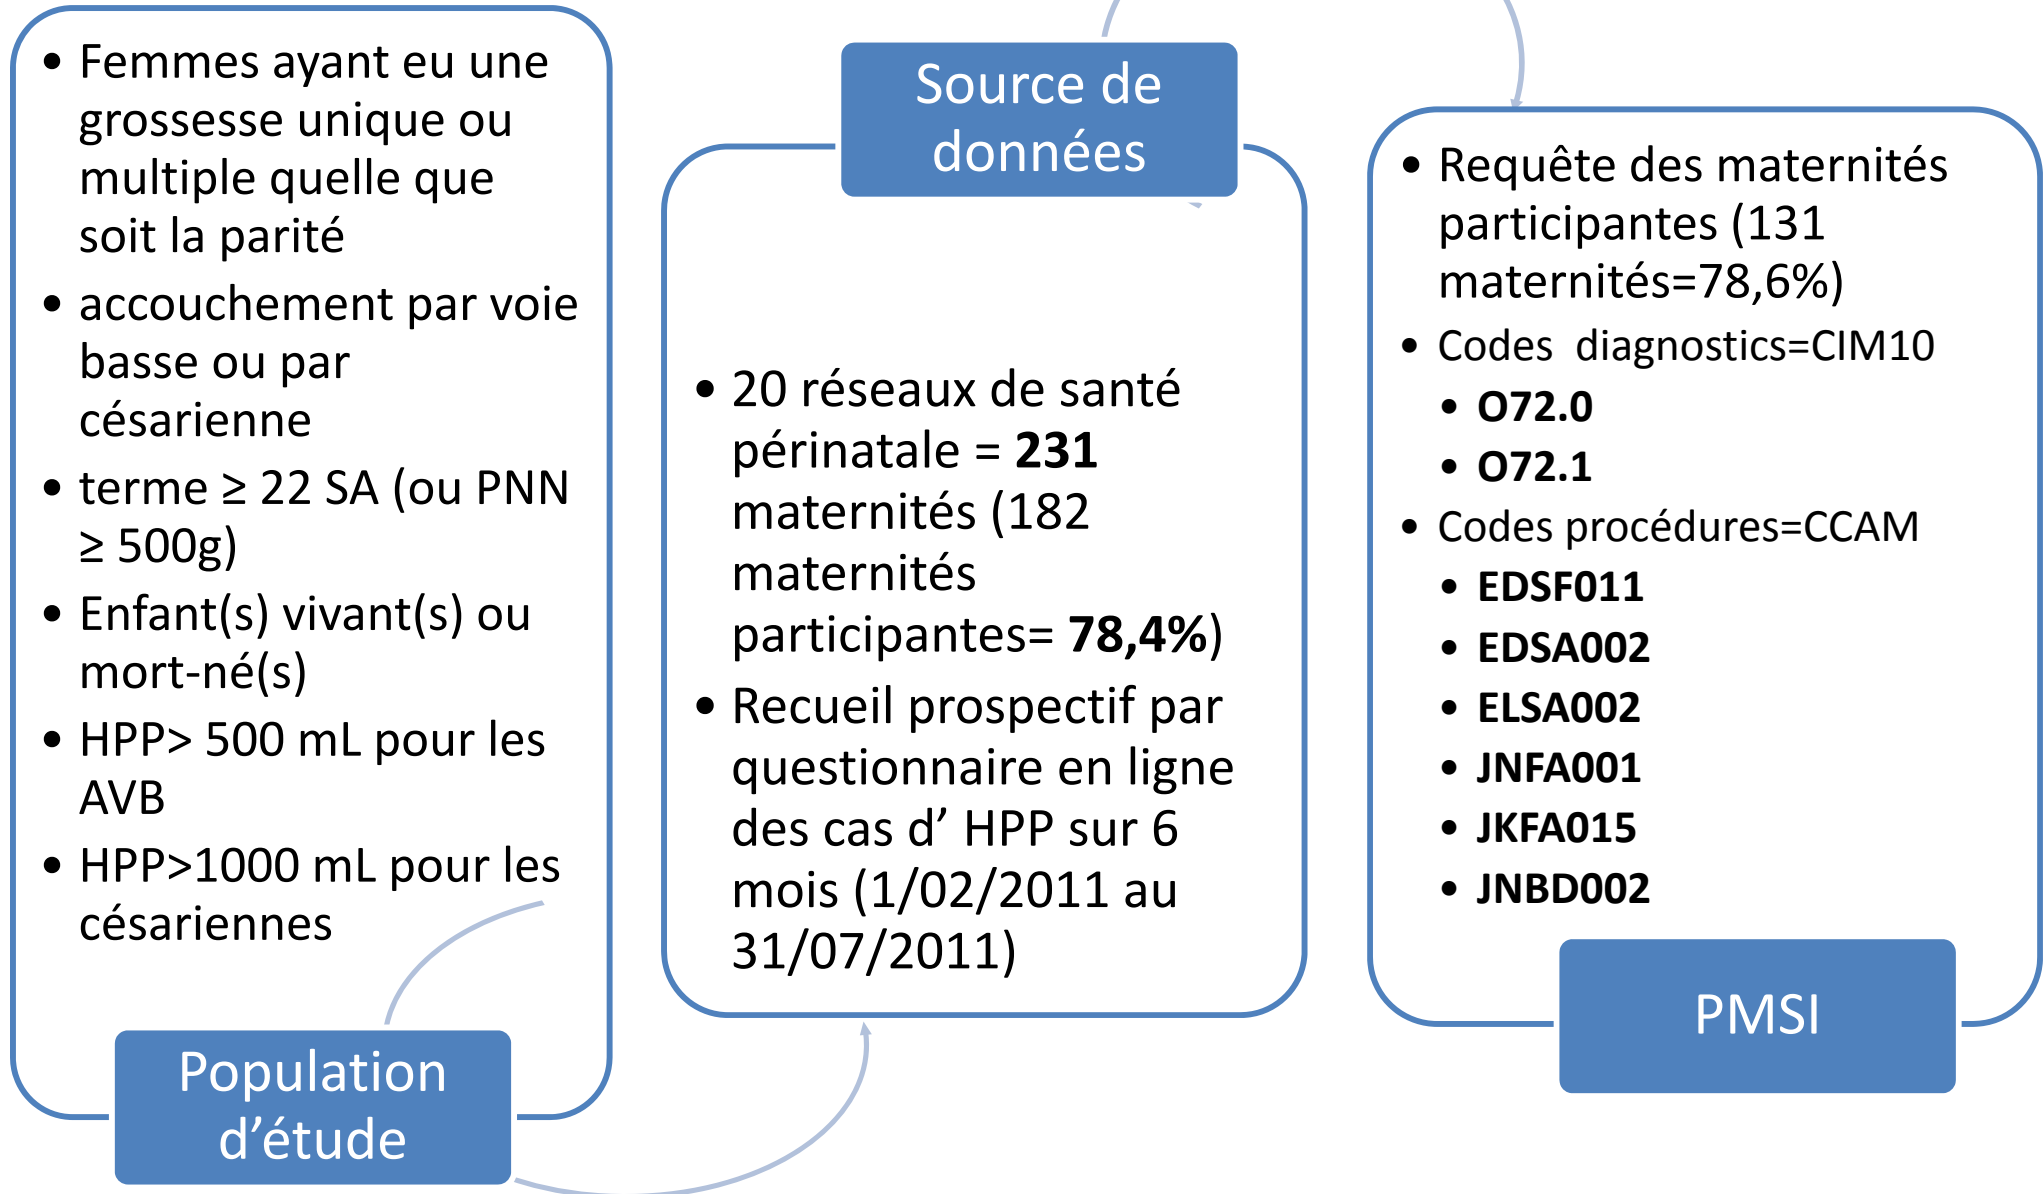 • Femmes ayant eu une
grossesse unique ou
multiple quelle que
soit la parité
• accouchement par voie
basse ou par
césarienne
• terme ≥ 22 SA (ou PNN
≥ 500g)
• Enfant(s) vivant(s) ou
mort-né(s)
• HPP> 500 mL pour les
AVB
• HPP>1000 mL pour les
césariennes
Population
d’étude
Source de
données
• 20 réseaux de santé
périnatale = 231
maternités (182
maternités
participantes= 78,4%)
• Recueil prospectif par
questionnaire en ligne
des cas d’ HPP sur 6
mois (1/02/2011 au
31/07/2011)
• Requête des maternités
participantes (131
maternités=78,6%)
• Codes diagnostics=CIM10
• O72.0
• O72.1
• Codes procédures=CCAM
• EDSF011
• EDSA002
• ELSA002
• JNFA001
• JKFA015
• JNBD002
PMSI